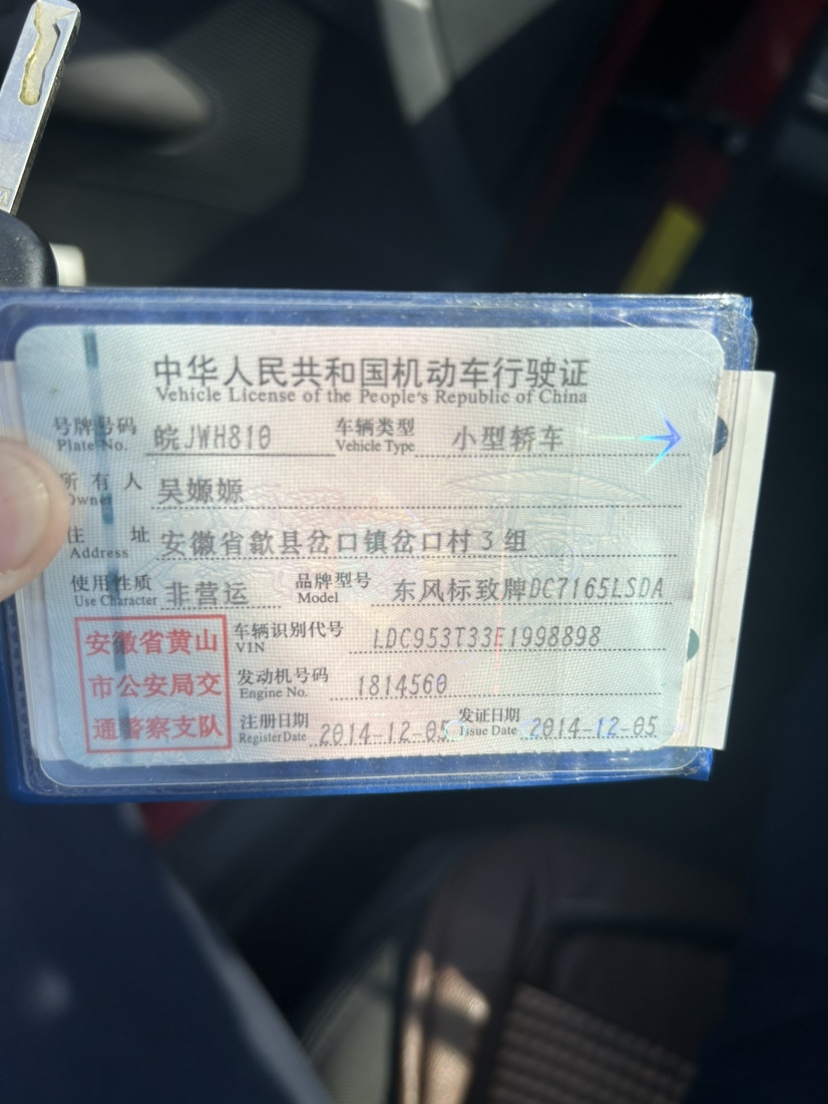 中华人民共和国机动车行驶证
Vehicle License of the People's Republic of China
号牌号码 皖JWH810 车辆类型 小型轿车
Plate No. Vehicle Type
所有人 吴嫄嫄
Owner
住址 安徽省歙县岔口镇岔口村3组
Address
使用性质 非营运 品牌型号 东风标致牌DC7165LSDA
Use Character Model
安徽省黄山 车辆识别代号 LDC953T33E1998898
VIN
市公安局交 发动机号码 1814560
Engine No.
通警察支队 注册日期 2014-12-05 发证日期 2014-12-05
Register Date Issue Date